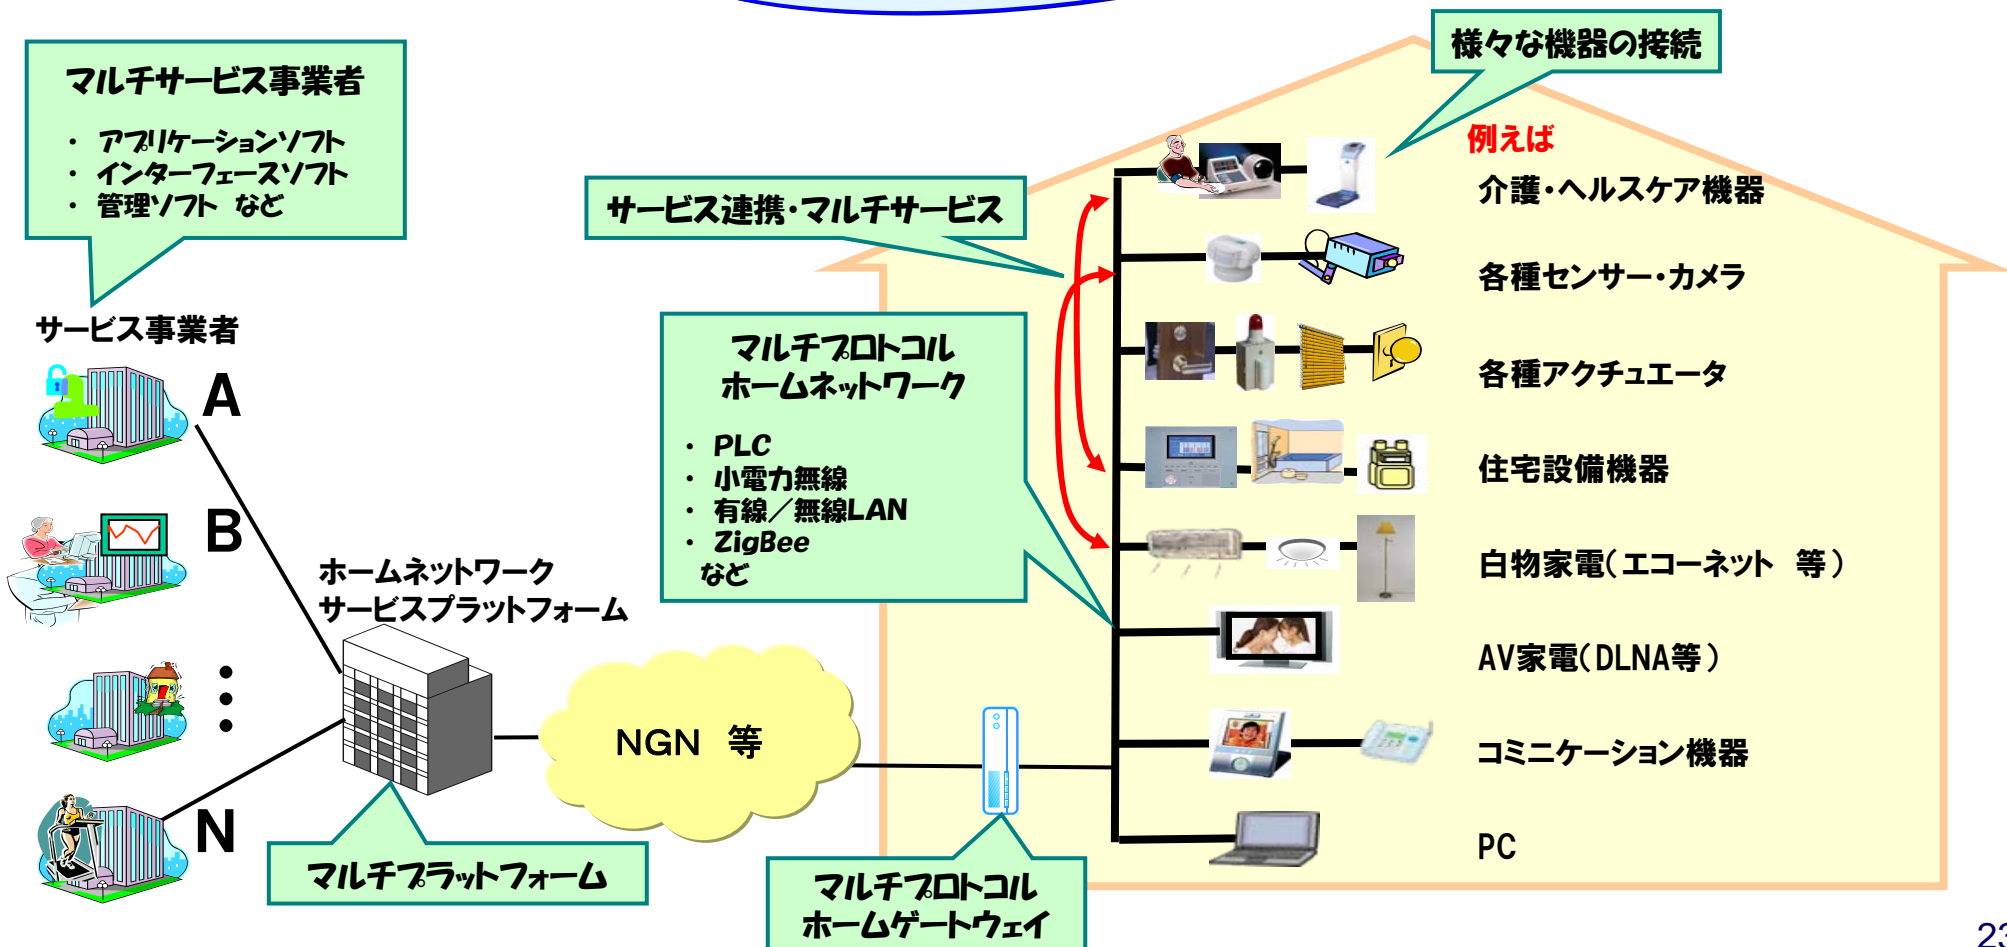 マルチサービス事業者
・ アプリケーションソフト
・ インターフェースソフト
・ 管理ソフト など
サービス事業者
A
B
N
ホームネットワーク
サービスプラットフォーム
マルチプラットフォーム
NGN 等
サービス連携・マルチサービス
マルチプロトコル
ホームネットワーク
・ PLC
・ 小電力無線
・ 有線／無線LAN
・ ZigBee
など
マルチプロトコル
ホームゲートウェイ
様々な機器の接続
例えば
介護・ヘルスケア機器
各種センサー・カメラ
各種アクチュエータ
住宅設備機器
白物家電（エコーネット 等）
AV家電（DLNA等）
コミニケーション機器
PC
23